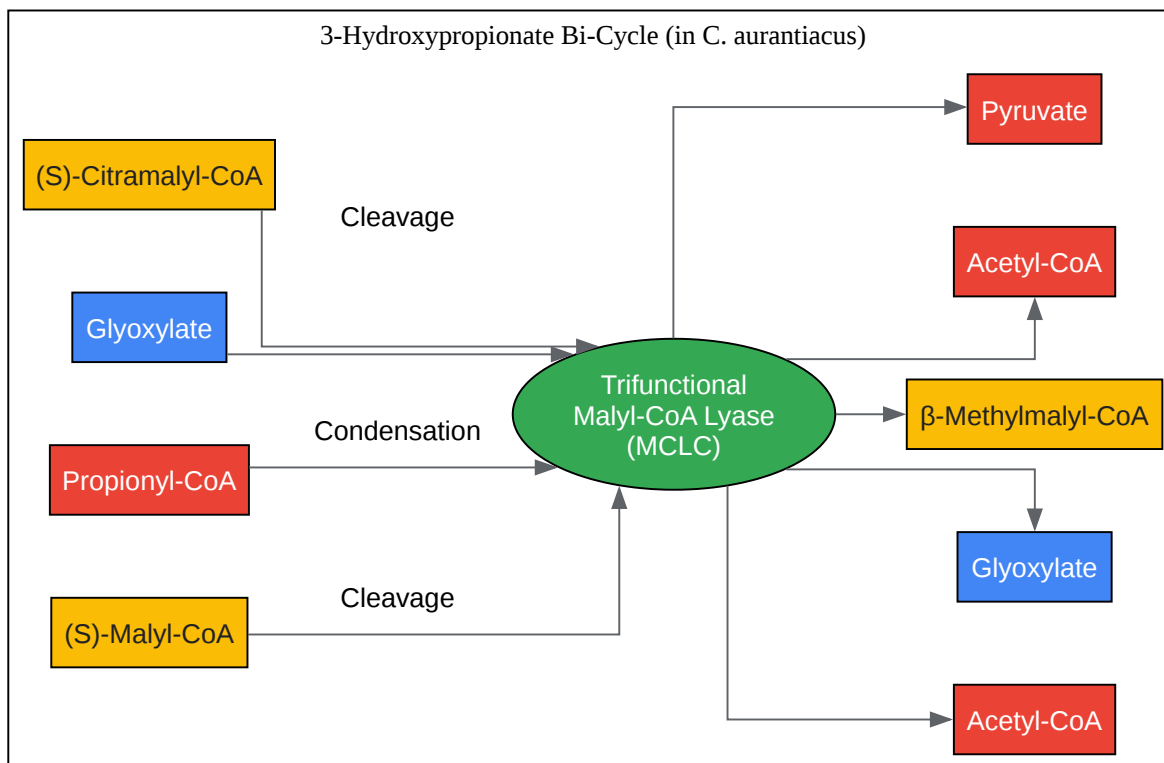 3-Hydroxypropionate Bi-Cycle (in C. aurantiacus)
Pyruvate
(S)-Citramalyl-CoA
Cleavage
Acetyl-CoA
Glyoxylate
Trifunctional
Malyl-CoA Lyase
(MCLC)
β-Methylmalyl-CoA
Condensation
Propionyl-CoA
Glyoxylate
Cleavage
(S)-Malyl-CoA
Acetyl-CoA